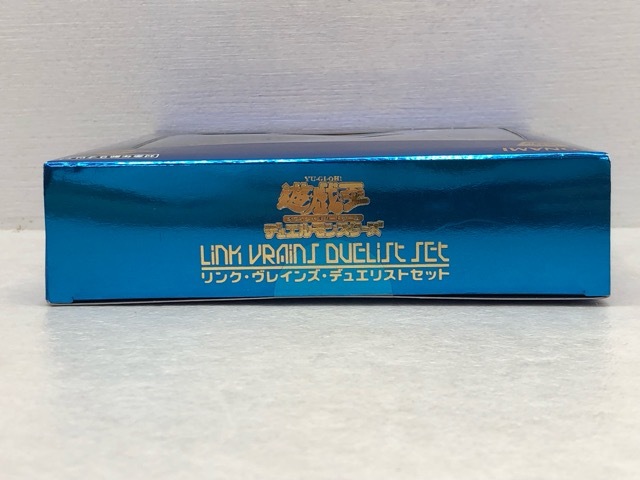 KONAMI
YU-GI-OH!
遊戯王
デュエルモンスターズ
LINK VRAINS DUELIST SET
リンク・ヴレインズ・デュエリストセット